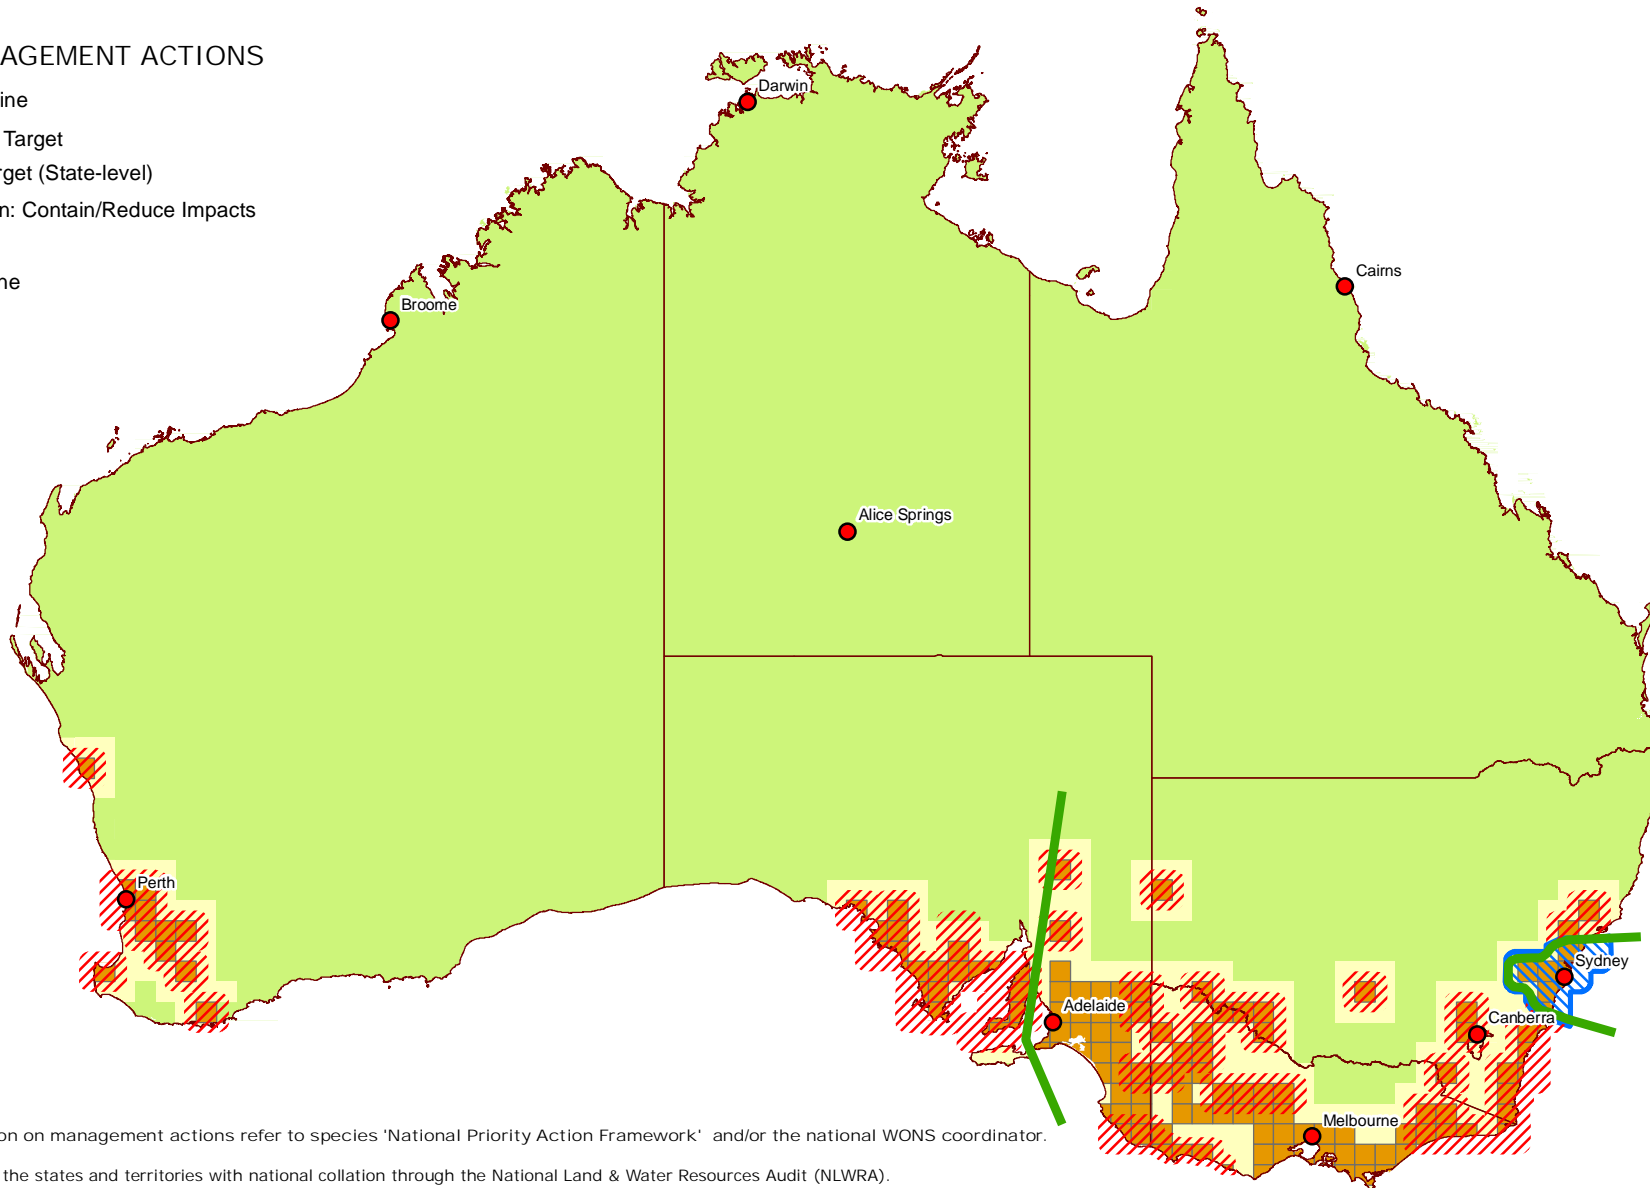 AGEMENT ACTIONS
ine
Target
rget (State-level)
n: Contain/Reduce Impacts
ne
Darwin
Cairns
Broome
Alice Springs
Perth
Sydney
Adelaide
Canberra
Melbourne
on on management actions refer to species 'National Priority Action Framework' and/or the national WONS coordinator.
the states and territories with national collation through the National Land & Water Resources Audit (NLWRA).